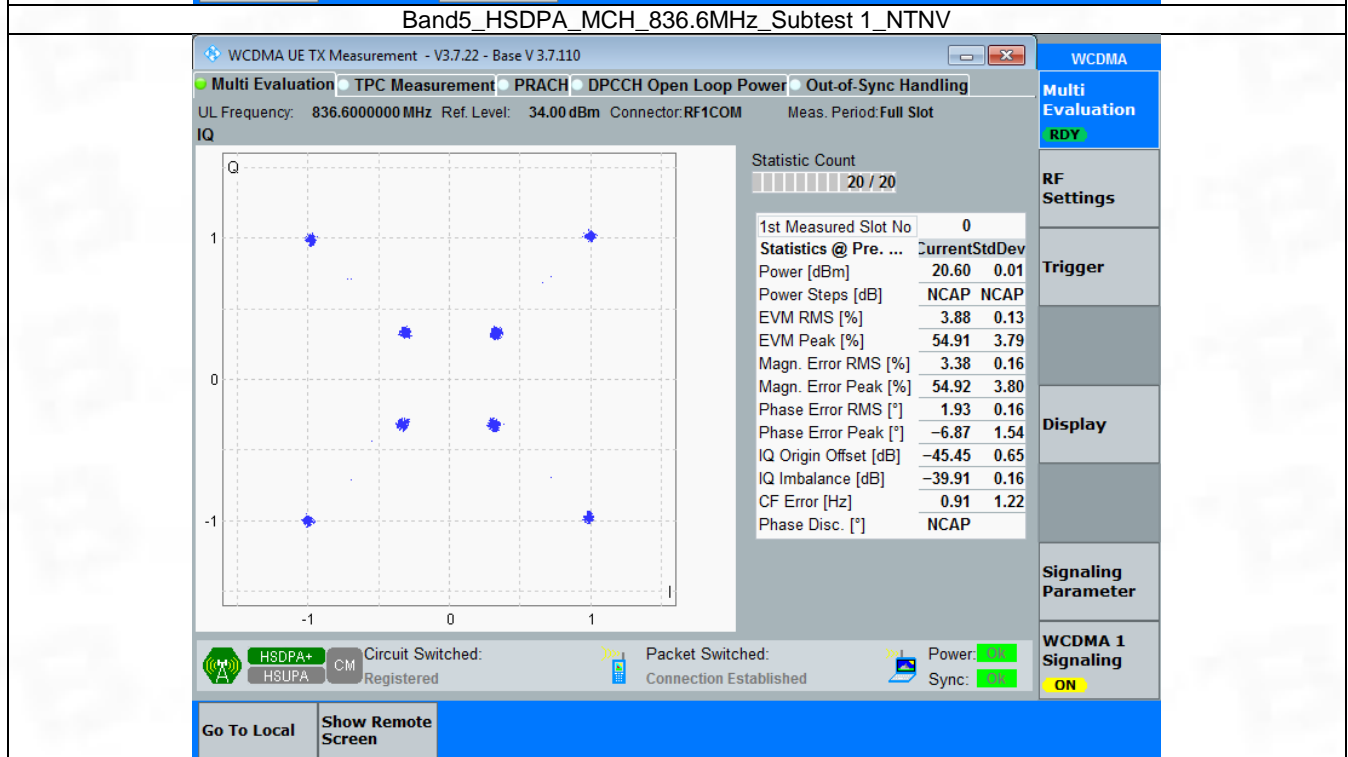 Band5_HSDPA_MCH_836.6MHz_Subtest 1_NTNV
WCDMA UE TX Measurement - V3.7.22 - Base V 3.7.110
WCDMA
Multi Evaluation TPC Measurement PRACH DPCCH Open Loop Power Out-of-Sync Handling
Multi
Evaluation
RDY
UL Frequency: 836.6000000 MHz Ref. Level: 34.00 dBm Connector:RF1COM Meas. Period:Full Slot
IQ
Q
1
0
-1
-1 0 1
I
Statistic Count
20 / 20
1st Measured Slot No 0
Statistics @ Pre. ... Current StdDev
Power [dBm] 20.60 0.01
Power Steps [dB] NCAP NCAP
EVM RMS [%] 3.88 0.13
EVM Peak [%] 54.91 3.79
Magn. Error RMS [%] 3.38 0.16
Magn. Error Peak [%] 54.92 3.80
Phase Error RMS [°] 1.93 0.16
Phase Error Peak [°] −6.87 1.54
IQ Origin Offset [dB] −45.45 0.65
IQ Imbalance [dB] −39.91 0.16
CF Error [Hz] 0.91 1.22
Phase Disc. [°] NCAP
RF
Settings
Trigger
Display
Signaling
Parameter
WCDMA 1
Signaling
ON
HSDPA+
HSUPA
CM
Circuit Switched:
Registered
Packet Switched:
Connection Established
Power: Ok
Sync: Ok
Go To Local
Show Remote
Screen